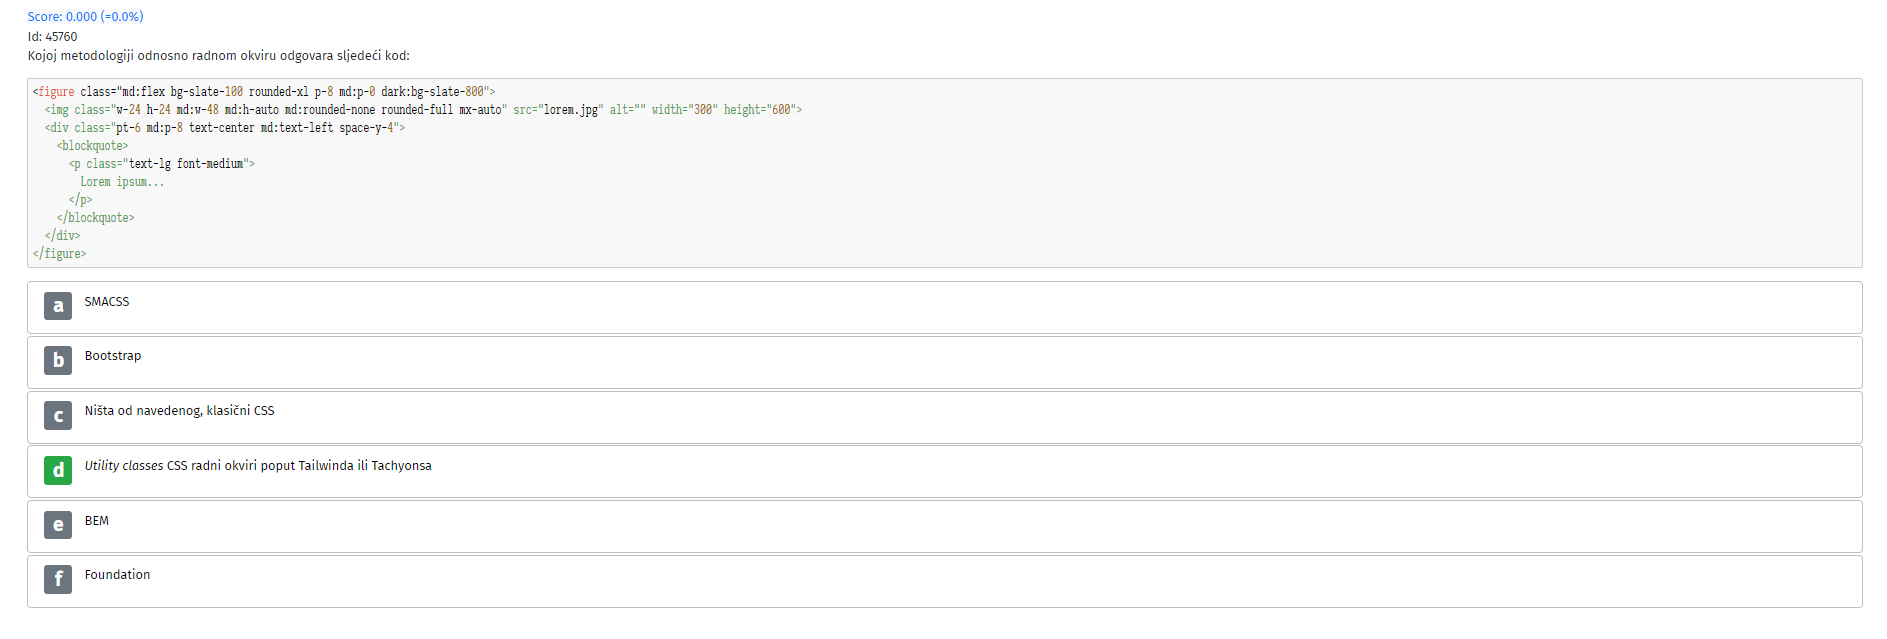 Score: 0.000 (=0.0%)
Id: 45760
Kojoj metodologiji odnosno radnom okviru odgovara sljedeći kod:
<figure class="md:flex bg-slate-100 rounded-xl p-8 md:p-0 dark:bg-slate-800">
  <img class="w-24 h-24 md:w-48 md:h-auto md:rounded-none rounded-full mx-auto" src="lorem.jpg" alt="" width="300" height="600">
  <div class="pt-6 md:p-8 text-center md:text-left space-y-4">
    <blockquote>
      <p class="text-lg font-medium">
        Lorem ipsum...
      </p>
    </blockquote>
  </div>
</figure>
a SMACSS
b Bootstrap
c Ništa od navedenog, klasični CSS
d Utility classes CSS radni okviri poput Tailwinda ili Tachyonsa
e BEM
f Foundation